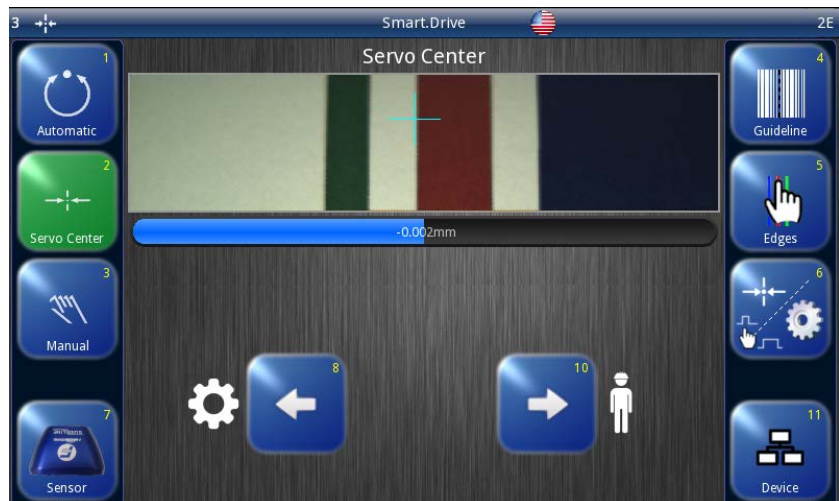 3
Smart.Drive
2E
Servo Center
1
Automatic
2
Servo Center
3
Manual
7
Sensor
-0.002mm
8
10
4
Guideline
5
Edges
6
11
Device